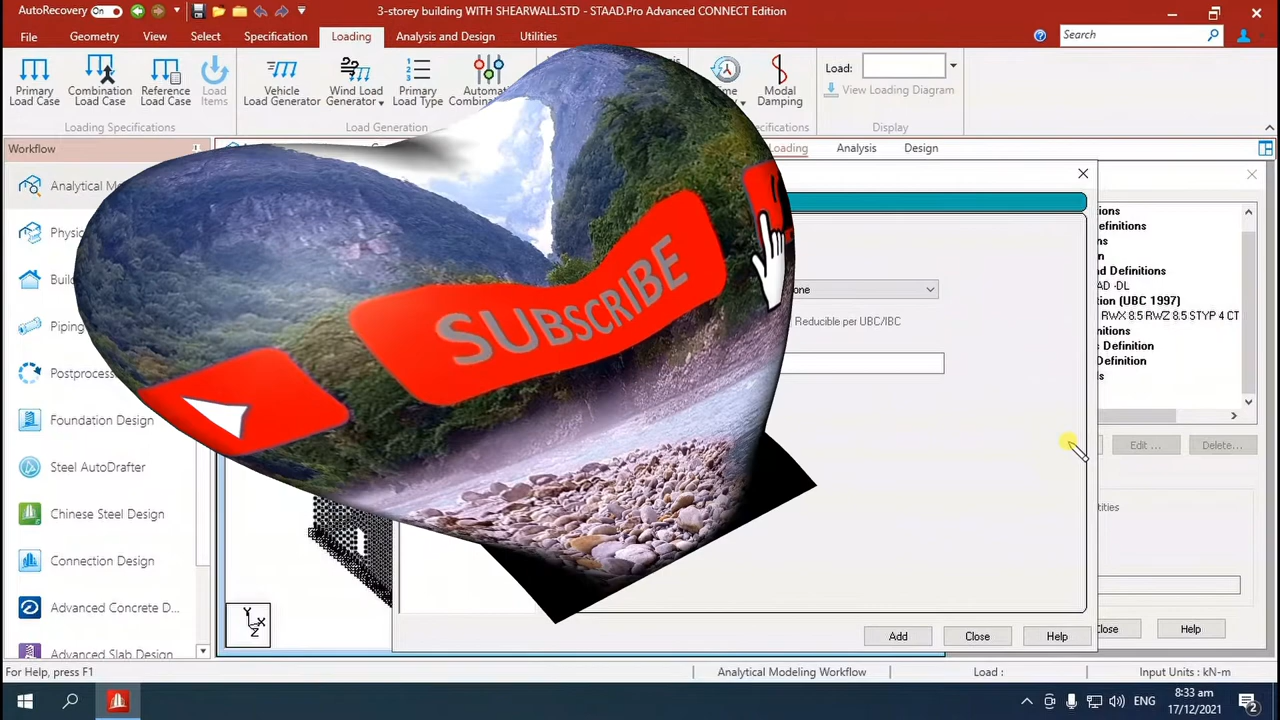 AutoRecovery On
3-storey building WITH SHEARWALL.STD - STAAD.Pro Advanced CONNECT Edition
File Geometry View Select Specification Loading Analysis and Design Utilities
Search
Primary Load Case
Combination Load Case
Reference Load Case
Load Items
Vehicle Load Generator
Wind Load Generator
Primary Load Type
Modal Damping
Load:
View Loading Diagram
Loading Specifications
Load Generation
Display
Workflow
Loading Analysis Design
Physic
Piping
Postproces
Foundation Design
Steel AutoDrafter
Chinese Steel Design
Connection Design
Advanced Concrete D...
Advanced Slab Design
SUBSCRIBE
Reducible per UBC/IBC
d Definitions
AD -DL
tion (UBC 1997)
RWX 8.5 RWZ 8.5 STYP 4 CT
s Definition
Definition
Edit ...
Delete...
Y
X
Z
Add
Close
Help
Help
For Help, press F1
Analytical Modeling Workflow
Load :
Input Units : kN-m
ENG
8:33 am
17/12/2021
2